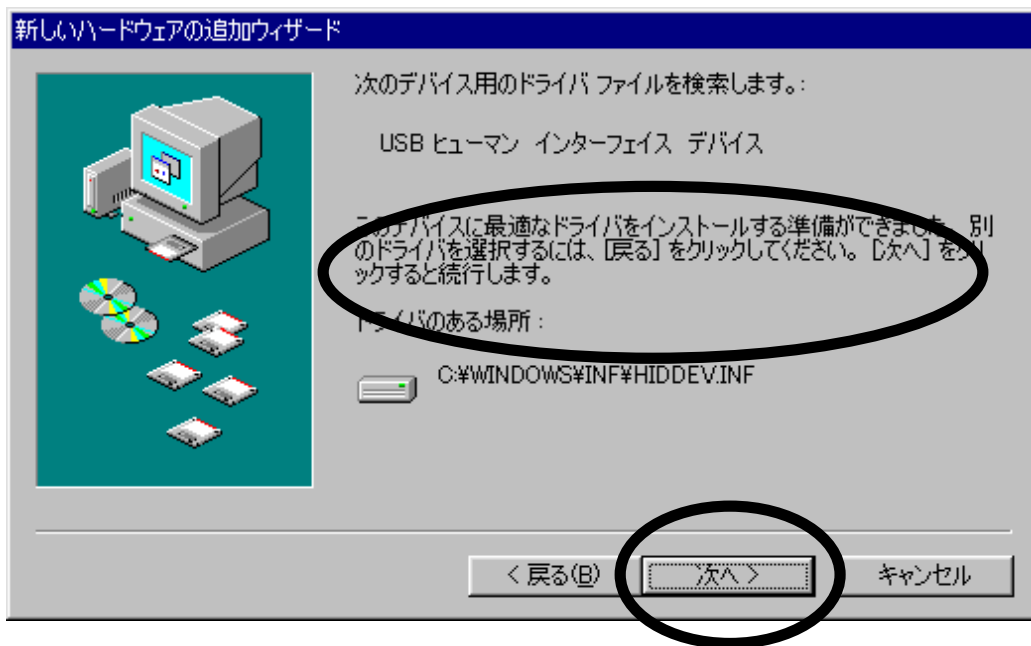 新しいハードウェアの追加ウィザード
次のデバイス用のドライバ ファイルを検索します。:
USB ヒューマン インターフェイス デバイス
このデバイスに最適なドライバをインストールする準備ができました。 別
のドライバを選択するには、[戻る] をクリックしてください。 [次へ] をクリ
ックすると続行します。
ドライバのある場所 :
C:¥WINDOWS¥INF¥HIDDEV.INF
< 戻る(B)
次へ >
キャンセル